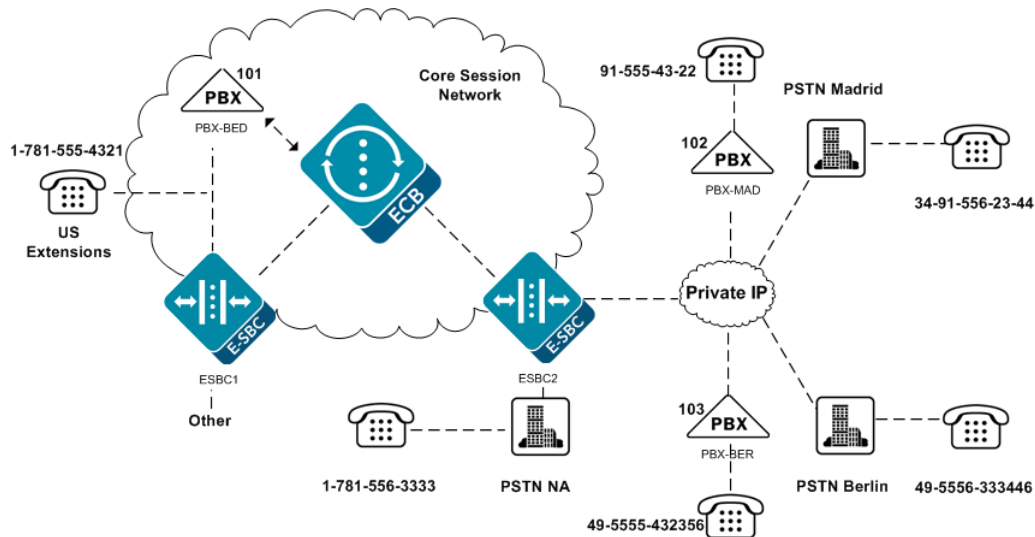 101
PBX
PBX-BED
Core Session
Network
ECB
1-781-555-4321
US
Extensions
E-SBC
ESBC1
Other
E-SBC
ESBC2
1-781-556-3333
PSTN NA
91-555-43-22
102
PBX
PBX-MAD
PSTN Madrid
34-91-556-23-44
Private IP
103
PBX
PBX-BER
49-5555-432356
PSTN Berlin
49-5556-333446